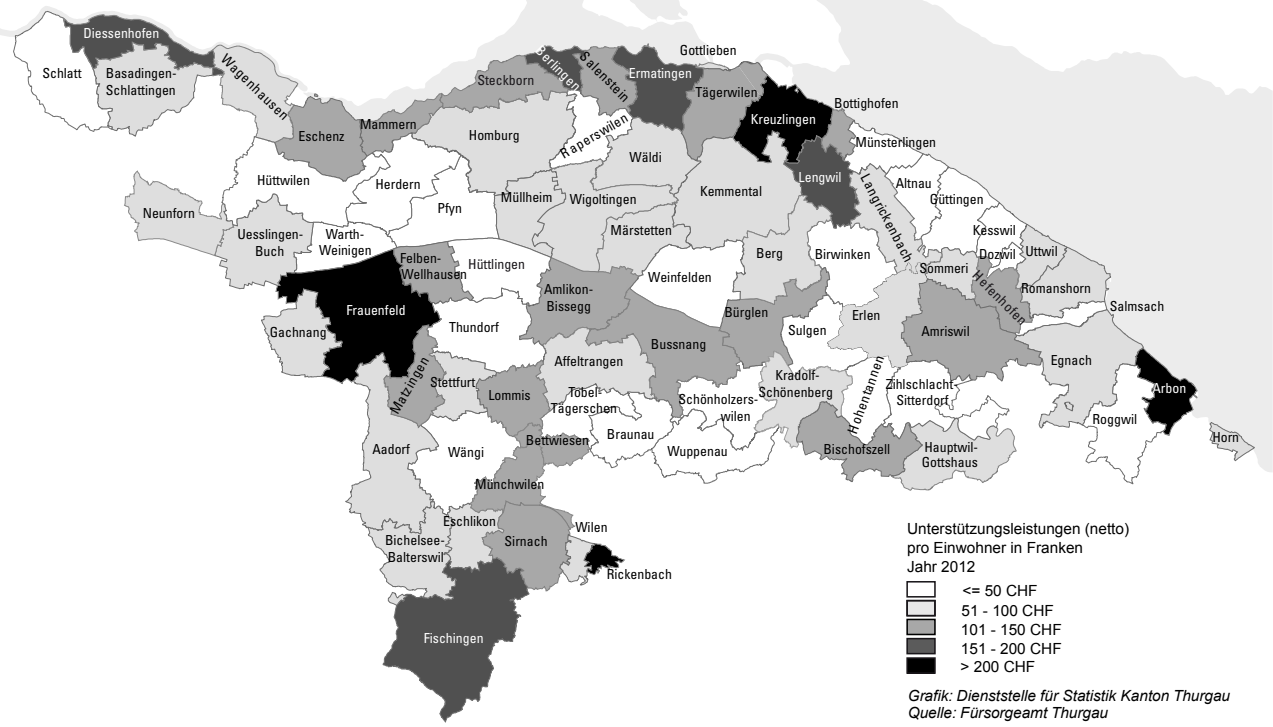 Gottlieben
Diessenhofen
Schlatt
Basadingen-
Schlattingen
Wagenhausen
Steckborn
Berlingen
Salenstein
Ermatingen
Tägerwilen
Bottighofen
Kreuzlingen
Eschenz
Mammern
Homburg
Raperswilen
Wäldi
Münsterlingen
Hüttwilen
Herdern
Müllheim
Wigoltingen
Kemmental
Lengwil
Langrickenbach
Altnau
Güttingen
Neunforn
Pfyn
Uesslingen-
Buch
Warth-
Weinigen
Märstetten
Kesswil
Felben-
Wellhausen
Hüttlingen
Weinfelden
Berg
Birwinken
Dozwil
Uttwil
Sommeri
Hefenhofen
Romanshorn
Amlikon-
Bissegg
Salmsach
Frauenfeld
Gachnang
Thundorf
Bürglen
Sulgen
Erlen
Amriswil
Bussnang
Affeltrangen
Egnach
Matzingen
Stettfurt
Lommis
Tobel-
Tägerschen
Schönholzers-
wilen
Kradolf-
Schönenberg
Hohentannen
Zihlschlacht-
Sitterdorf
Arbon
Roggwil
Horn
Aadorf
Wängi
Bettwiesen
Braunau
Wuppenau
Bischofszell
Hauptwil-
Gottshaus
Münchwilen
Eschlikon
Wilen
Bichelsee-
Balterswil
Sirnach
Rickenbach
Fischingen
Unterstützungsleistungen (netto)
pro Einwohner in Franken
Jahr 2012
<= 50 CHF
51 - 100 CHF
101 - 150 CHF
151 - 200 CHF
> 200 CHF
Grafik: Dienststelle für Statistik Kanton Thurgau
Quelle: Fürsorgeamt Thurgau